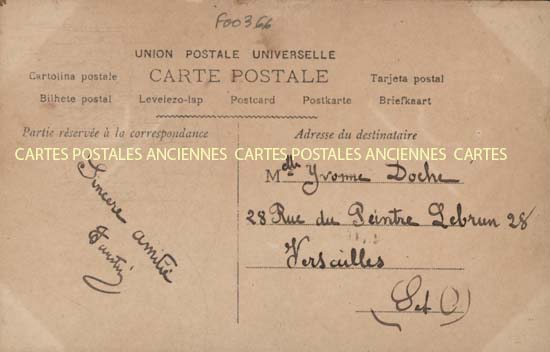 F00366
UNION POSTALE UNIVERSELLE
Cartolina postale CARTE POSTALE Tarjeta postal
Bilhete postal Levelezo-lap Postcard Postkarte Briefkaart
Partie réservée à la correspondance
Adresse du destinataire
CARTES POSTALES ANCIENNES CARTES POSTALES ANCIENNES CARTES
Sincère amitié
Mdlle Yvonne Doché
28 Rue du Peintre Lebrun 28
Versailles
(S et O)